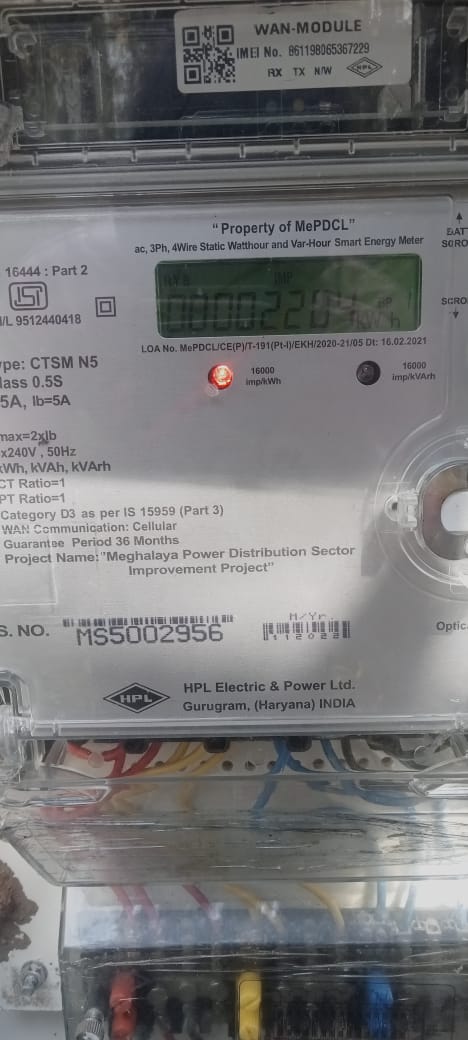 WAN-MODULE
IMEI No. 861198065367229
RX TX N/W
HPL
"Property of MePDCL"
ac, 3Ph, 4Wire Static Watthour and Var-Hour Smart Energy Meter
BAT
SCRO
16444 : Part 2
ISI
/L 9512440418
IMP
kWh
SCRO
LOA No. MePDCL/CE(P)/T-191(Pt-I)/EKH/2020-21/05 Dt: 16.02.2021
16000
imp/kWh
16000
imp/kVArh
ype: CTSM N5
lass 0.5S
5A, Ib=5A
max=2xIb
x240V, 50Hz
kWh, kVAh, kVArh
CT Ratio=1
PT Ratio=1
Category D3 as per IS 15959 (Part 3)
WAN Communication: Cellular
Guarantee Period 36 Months
Project Name:"Meghalaya Power Distribution Sector
Improvement Project"
S. NO. MS5002956
M/Yr.
112022
Optic
HPL
HPL Electric & Power Ltd.
Gurugram, (Haryana) INDIA